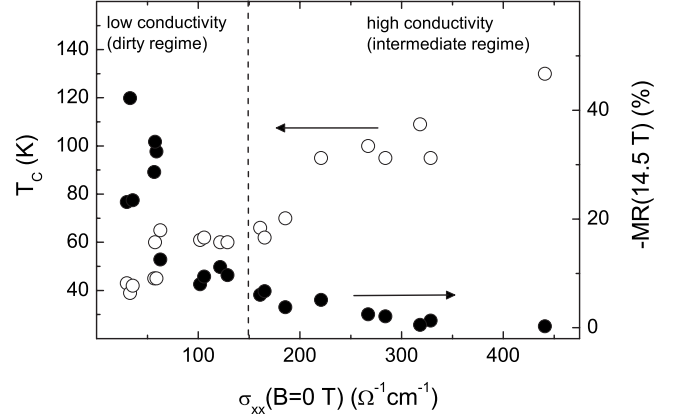 low conductivity
(dirty regime)
high conductivity
(intermediate regime)
140
120
100
80
60
40
T_C (K)
40
20
0
-MR(14.5 T) (%)
0
100
200
300
400
σ_xx(B=0 T) (Ω⁻¹cm⁻¹)